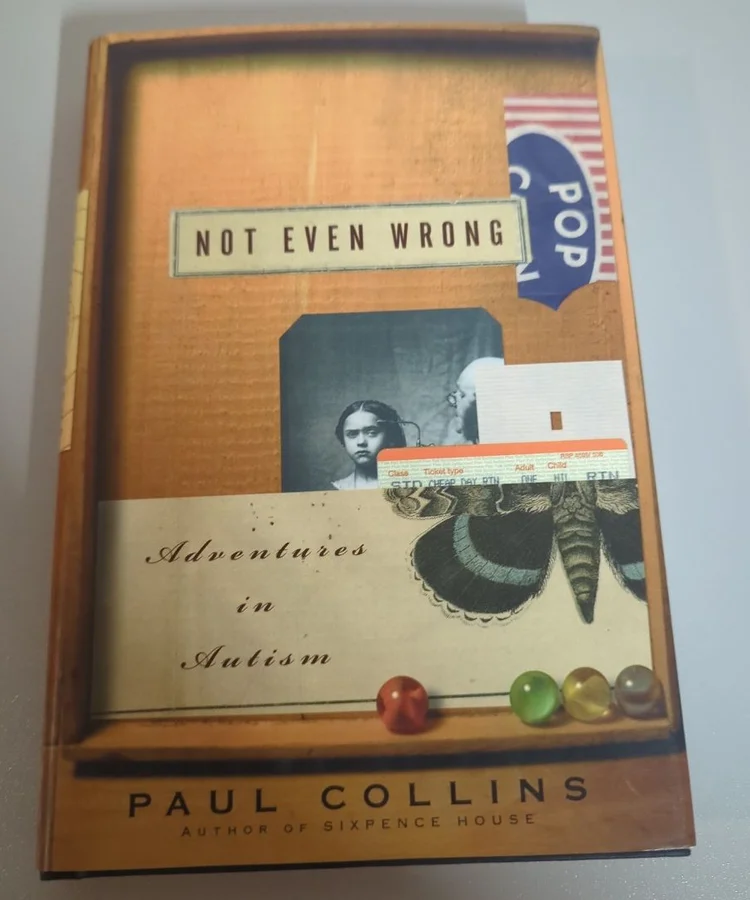 POP
NOT EVEN WRONG
Class Ticket type Adult Child
STD CHEAP DAY RTN ONE NIL RTN
Adventures
in
Autism
PAUL COLLINS
AUTHOR OF SIXPENCE HOUSE